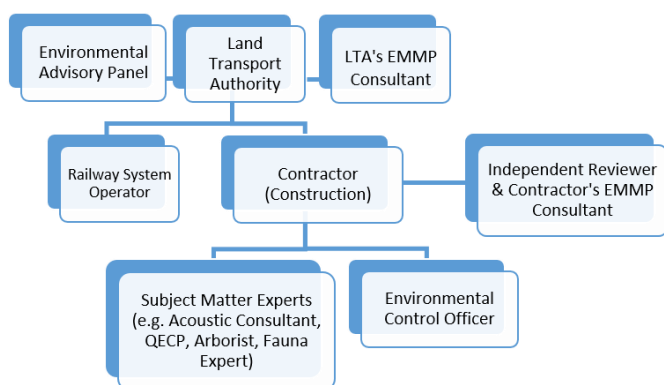 Environmental
Advisory Panel
Land
Transport
Authority
LTA's EMMP
Consultant
Railway System
Operator
Contractor
(Construction)
Independent Reviewer
& Contractor's EMMP
Consultant
Subject Matter Experts
(e.g. Acoustic Consultant,
QECP, Arborist, Fauna
Expert)
Environmental
Control Officer